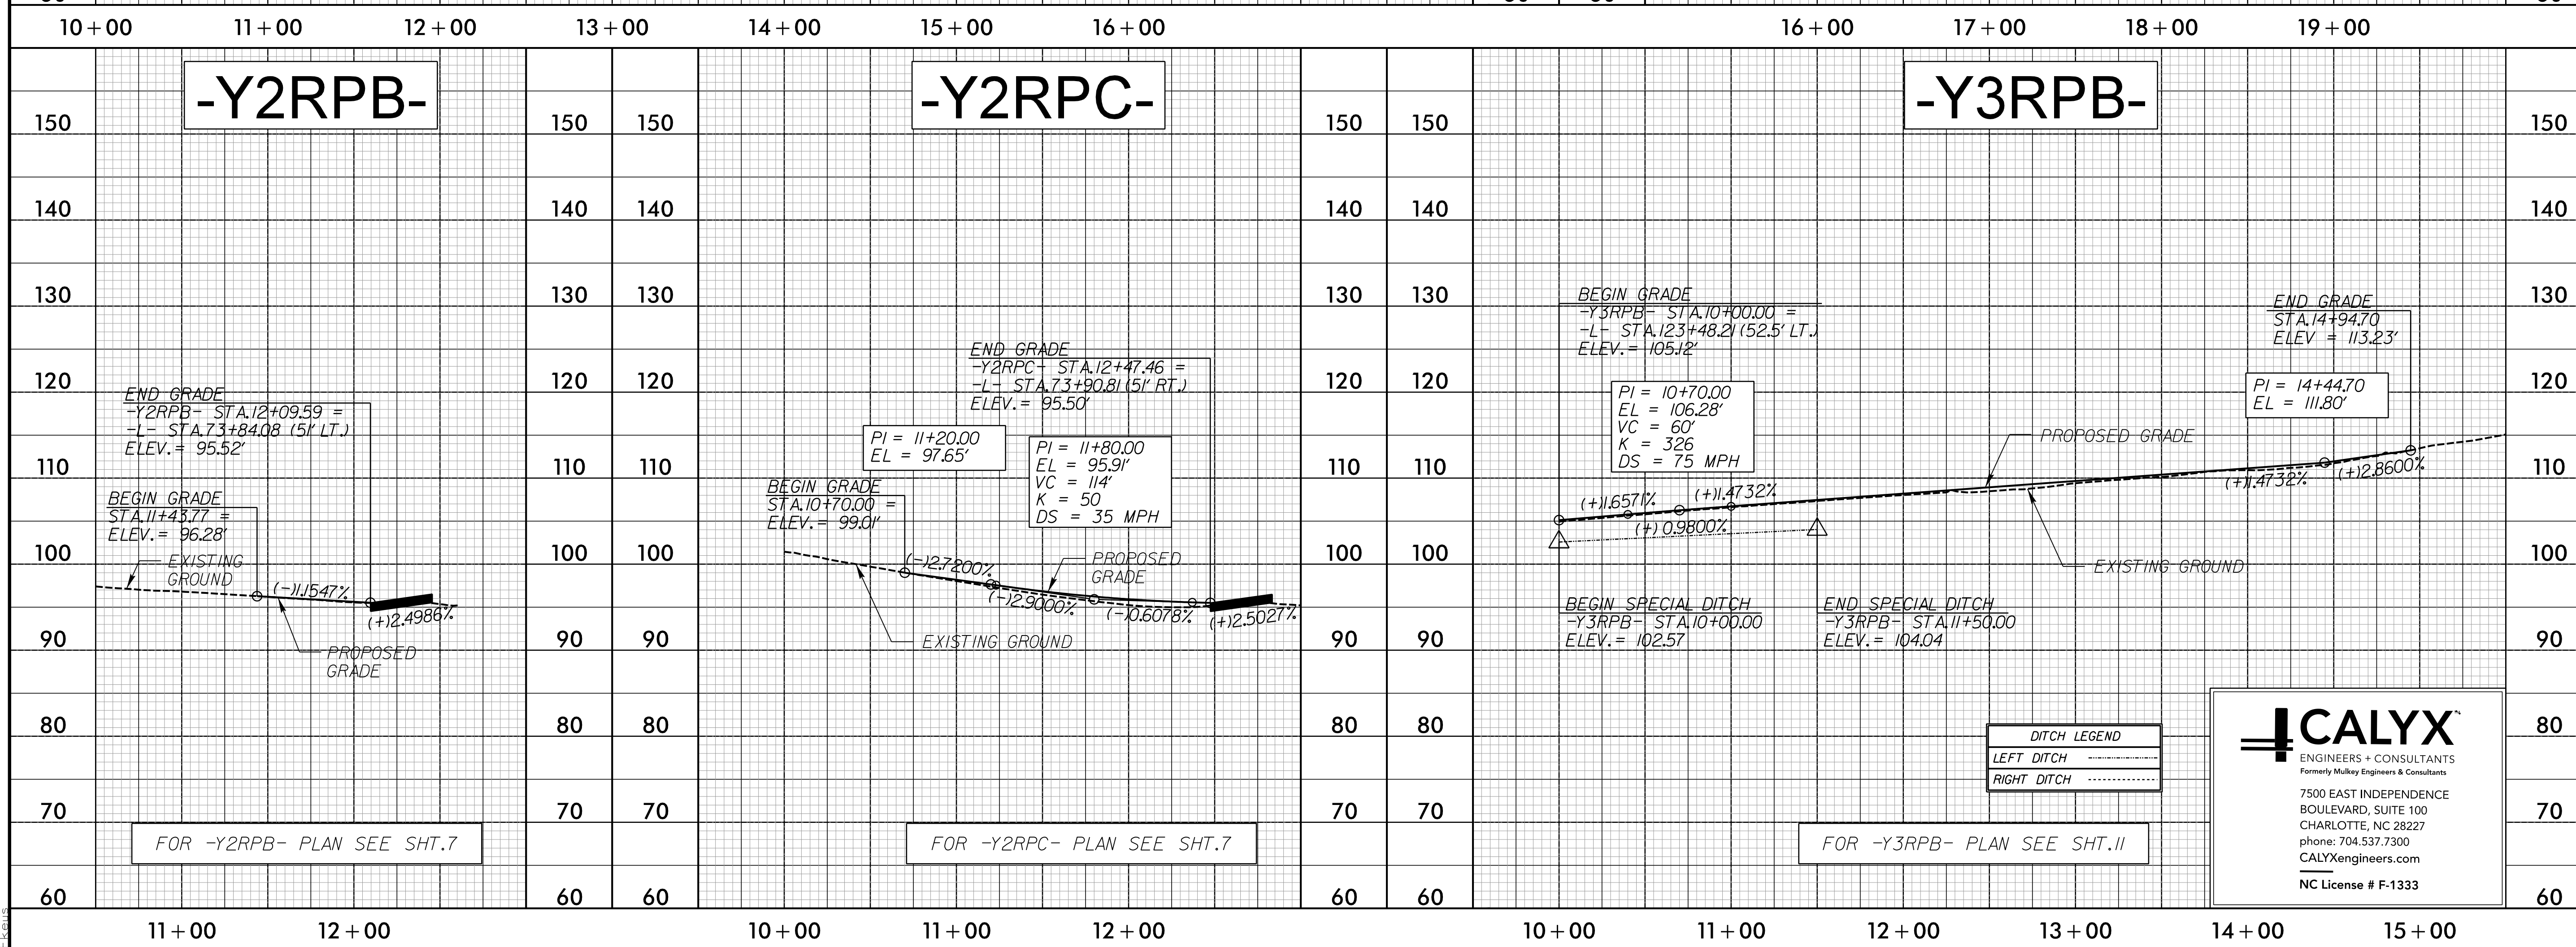 10+00 11+00 12+00 13+00 14+00 15+00 16+00 16+00 17+00 18+00 19+00
-Y2RPB-
150
140
130
120
110
100
90
80
70
60
END GRADE
-Y2RPB- STA.12+09.59 =
-L- STA.73+84.08 (51' LT.)
ELEV.= 95.52'
BEGIN GRADE
STA.11+43.77 =
ELEV.= 96.28'
EXISTING
GROUND
(-)1.1547%
(+)2.4986%
PROPOSED
GRADE
FOR -Y2RPB- PLAN SEE SHT.7
11+00 12+00
150 150
140 140
130 130
120 120
110 110
100 100
90 90
80 80
70 70
60 60
-Y2RPC-
END GRADE
-Y2RPC- STA.12+47.46 =
-L- STA.73+90.81 (51' RT.)
ELEV.= 95.50'
PI = 11+20.00
EL = 97.65'
PI = 11+80.00
EL = 95.91'
VC = 114'
K = 50
DS = 35 MPH
BEGIN GRADE
STA.10+70.00 =
ELEV.= 99.01'
(-)2.7200%
(-)2.9000%
(-)0.6078%
(+)2.5027%
PROPOSED
GRADE
EXISTING GROUND
FOR -Y2RPC- PLAN SEE SHT.7
10+00 11+00 12+00
150 150
140 140
130 130
120 120
110 110
100 100
90 90
80 80
70 70
60 60
-Y3RPB-
BEGIN GRADE
-Y3RPB- STA.10+00.00 =
-L- STA.123+48.21 (52.5' LT.)
ELEV.= 105.12'
END GRADE
STA.14+94.70
ELEV = 113.23'
PI = 10+70.00
EL = 106.28'
VC = 60'
K = 326
DS = 75 MPH
PI = 14+44.70
EL = 111.80'
PROPOSED GRADE
(+)1.6571%
(+)1.4732%
(+)0.9800%
(+)1.4732%
(+)2.8600%
EXISTING GROUND
BEGIN SPECIAL DITCH
-Y3RPB- STA.10+00.00
ELEV.= 102.57
END SPECIAL DITCH
-Y3RPB- STA.11+50.00
ELEV.= 104.04
DITCH LEGEND
LEFT DITCH
RIGHT DITCH
FOR -Y3RPB- PLAN SEE SHT.11
10+00 11+00 12+00 13+00 14+00 15+00
150
140
130
120
110
100
90
80
70
60
CALYX
ENGINEERS + CONSULTANTS
Formerly Mulkey Engineers & Consultants
7500 EAST INDEPENDENCE
BOULEVARD, SUITE 100
CHARLOTTE, NC 28227
phone: 704.537.7300
CALYXengineers.com
NC License # F-1333